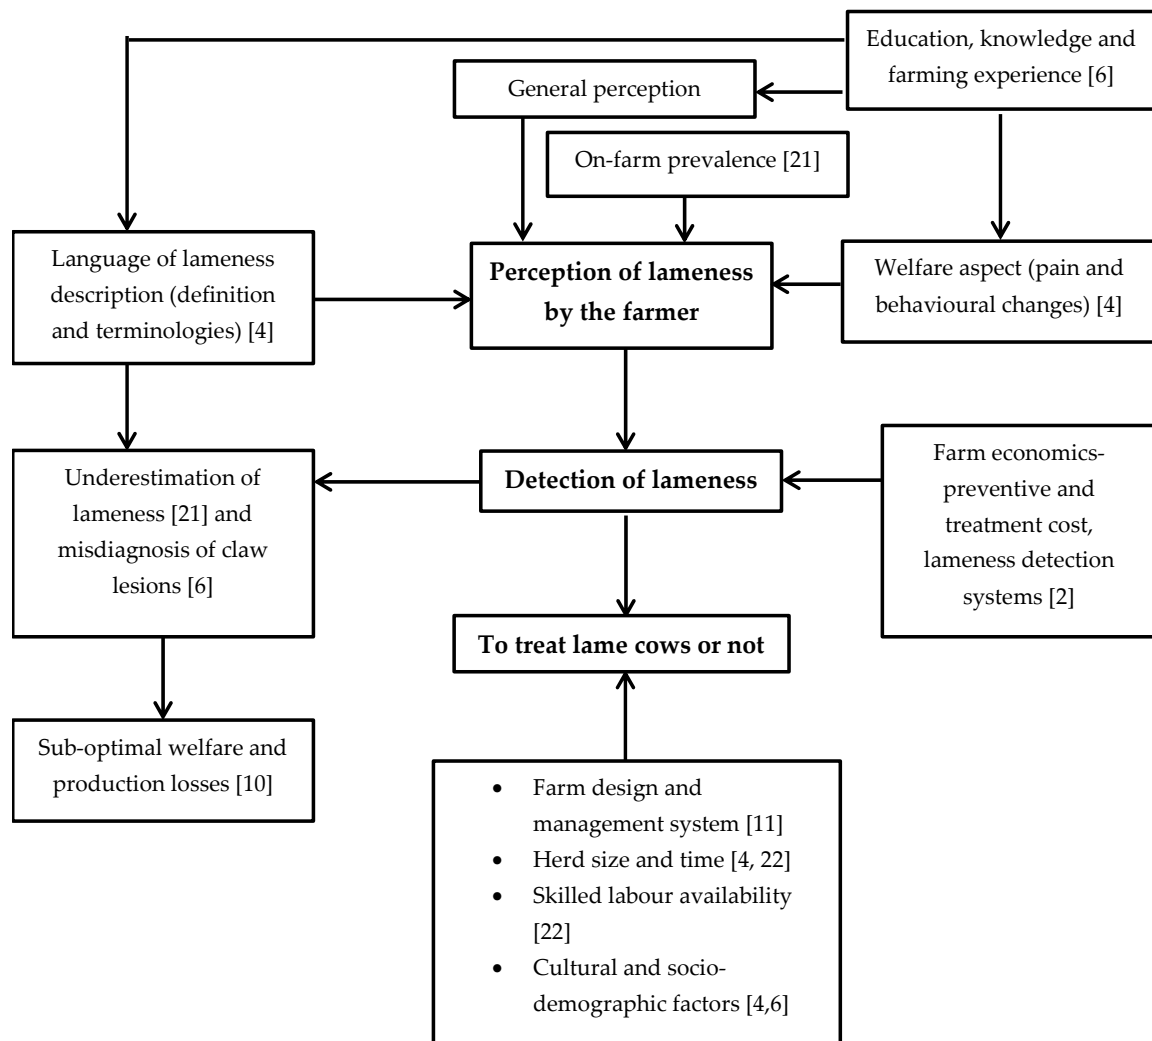 Education, knowledge and
farming experience [6]
General perception
On-farm prevalence [21]
Language of lameness
description (definition
and terminologies) [4]
Perception of lameness
by the farmer
Welfare aspect (pain and
behavioural changes) [4]
Underestimation of
lameness [21] and
misdiagnosis of claw
lesions [6]
Detection of lameness
Farm economics-
preventive and
treatment cost,
lameness detection
systems [2]
To treat lame cows or not
Sub-optimal welfare and
production losses [10]
• Farm design and
management system [11]
• Herd size and time [4, 22]
• Skilled labour availability
[22]
• Cultural and socio-
demographic factors [4,6]